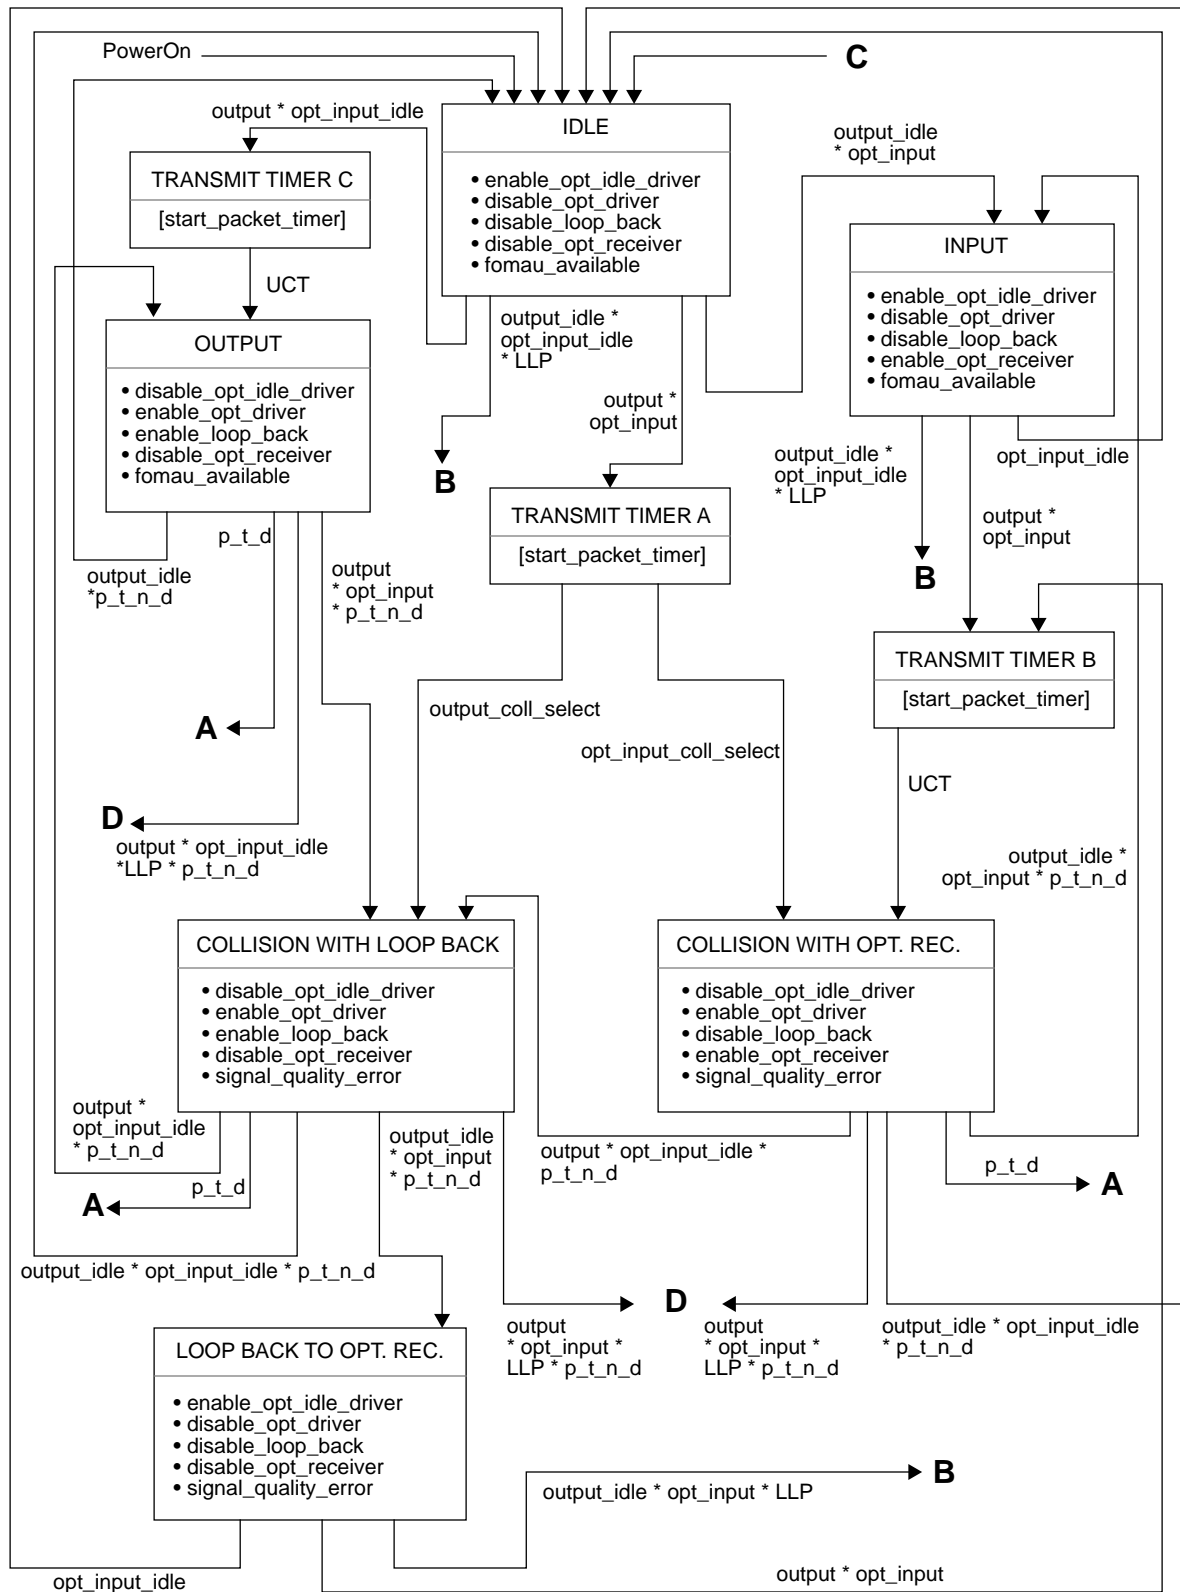 PowerOn
C
output * opt_input_idle
IDLE
• enable_opt_idle_driver
• disable_opt_driver
• disable_loop_back
• disable_opt_receiver
• fomau_available
output_idle
* opt_input
TRANSMIT TIMER C
[start_packet_timer]
UCT
INPUT
• enable_opt_idle_driver
• disable_opt_driver
• disable_loop_back
• enable_opt_receiver
• fomau_available
OUTPUT
• disable_opt_idle_driver
• enable_opt_driver
• enable_loop_back
• disable_opt_receiver
• fomau_available
output_idle *
opt_input_idle
* LLP
B
output *
opt_input
output_idle *
opt_input_idle
* LLP
B
opt_input_idle
output *
opt_input
TRANSMIT TIMER A
[start_packet_timer]
p_t_d
output_idle
*p_t_n_d
output
* opt_input
* p_t_n_d
TRANSMIT TIMER B
[start_packet_timer]
A
output_coll_select
opt_input_coll_select
UCT
D
output * opt_input_idle
*LLP * p_t_n_d
output_idle *
opt_input * p_t_n_d
COLLISION WITH LOOP BACK
• disable_opt_idle_driver
• enable_opt_driver
• enable_loop_back
• disable_opt_receiver
• signal_quality_error
COLLISION WITH OPT. REC.
• disable_opt_idle_driver
• enable_opt_driver
• disable_loop_back
• enable_opt_receiver
• signal_quality_error
output *
opt_input_idle
* p_t_n_d
p_t_d
A
output_idle
* opt_input
* p_t_n_d
output * opt_input_idle *
p_t_n_d
p_t_d
A
output_idle * opt_input_idle * p_t_n_d
D
output
* opt_input *
LLP * p_t_n_d
output
* opt_input *
LLP * p_t_n_d
output_idle * opt_input_idle
* p_t_n_d
LOOP BACK TO OPT. REC.
• enable_opt_idle_driver
• disable_opt_driver
• disable_loop_back
• disable_opt_receiver
• signal_quality_error
B
output_idle * opt_input * LLP
opt_input_idle
output * opt_input